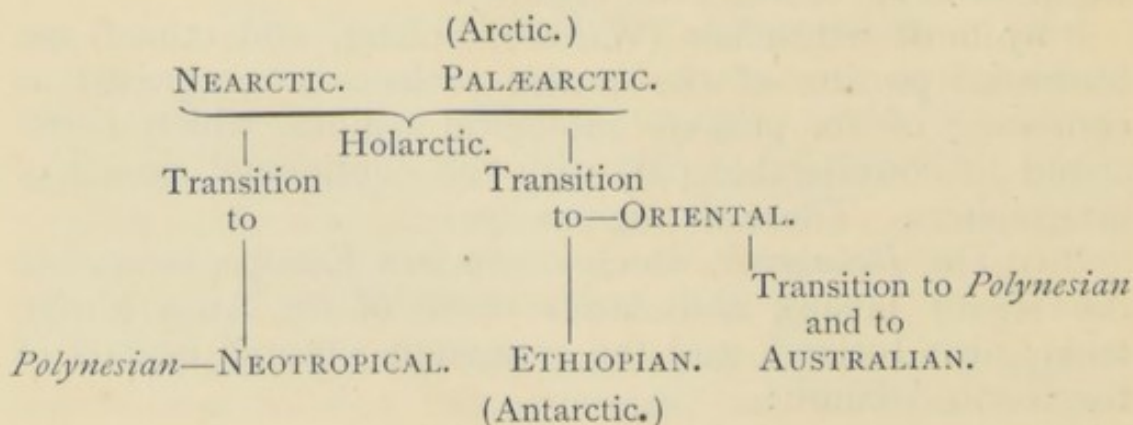 (Arctic.)
NEARCTIC. PALÆARCTIC.
Holarctic.
Transition Transition
to to—ORIENTAL.
Transition to Polynesian
and to
Polynesian—NEOTROPICAL. ETHIOPIAN. AUSTRALIAN.
(Antarctic.)